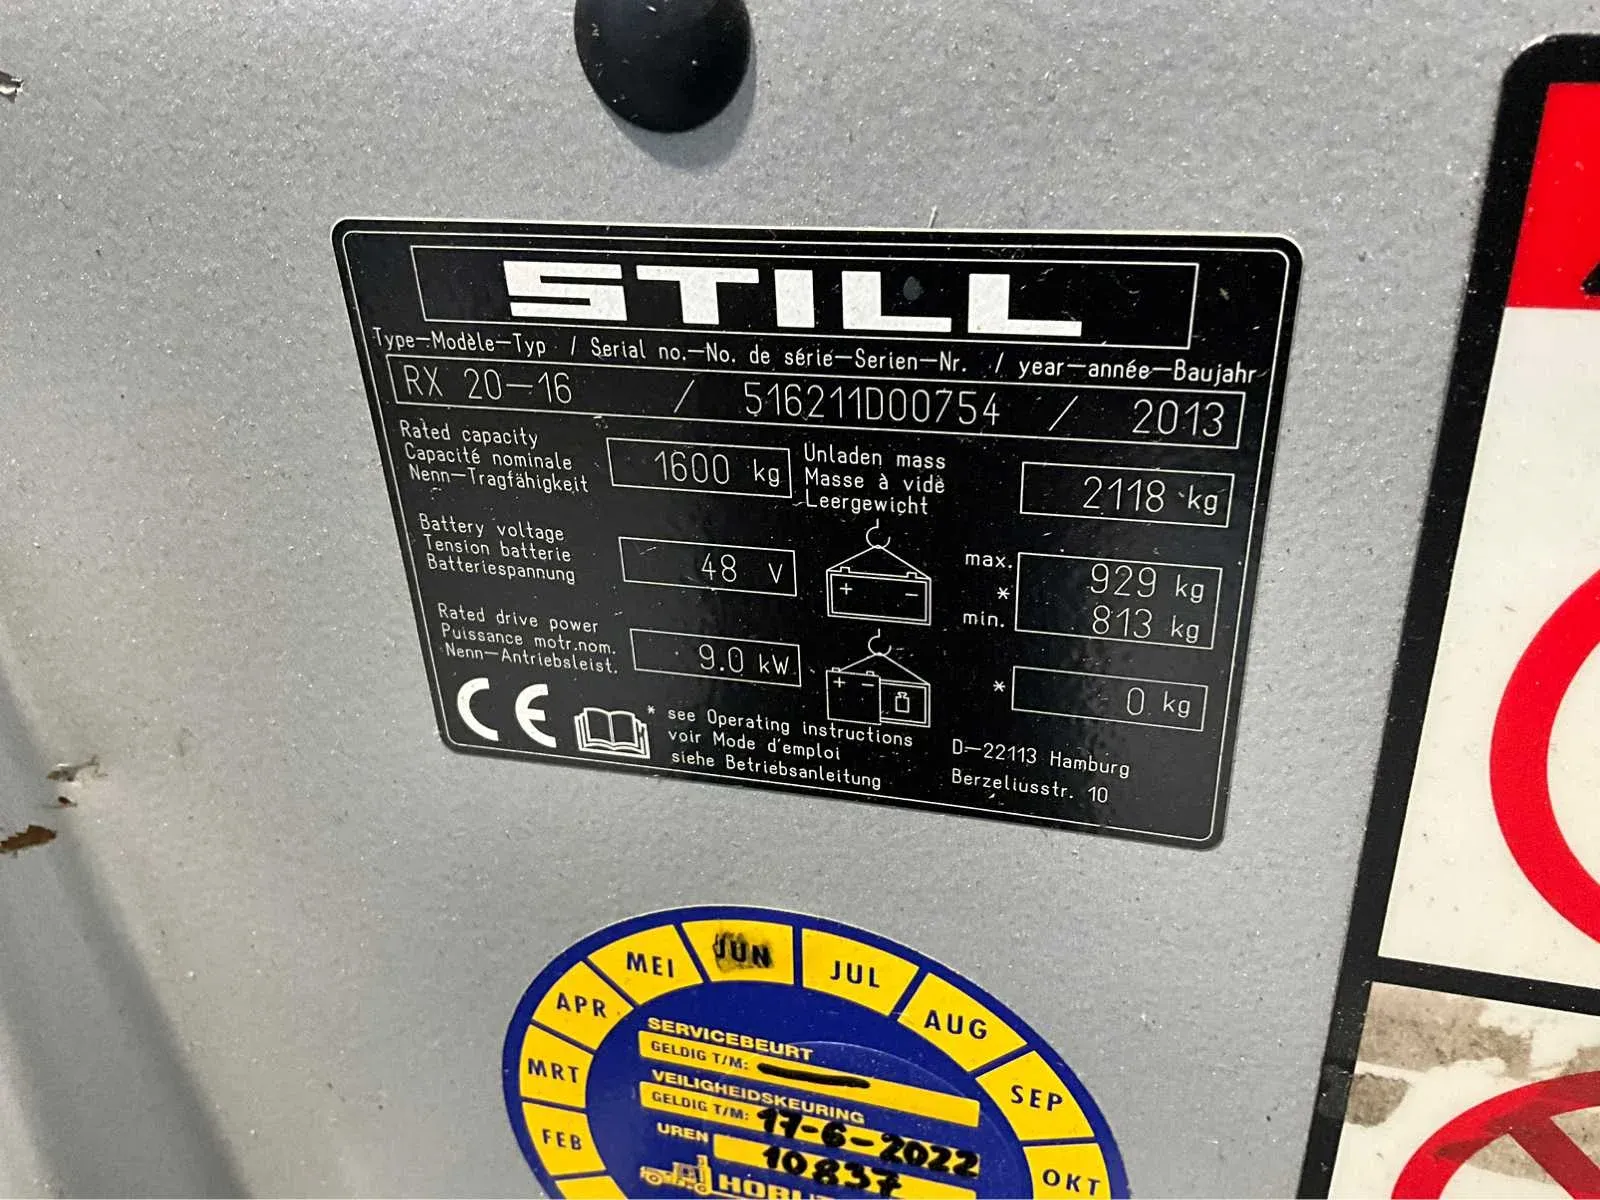 STILL
Type–Modèle–Typ / Serial no.–No. de série–Serien–Nr. / year–année–Baujahr
RX 20–16 / 516211D00754 / 2013
Rated capacity
Capacité nominale
Nenn–Tragfähigkeit
1600 kg
Unladen mass
Masse à vide
Leergewicht
2118 kg
Battery voltage
Tension batterie
Batteriespannung
48 V
+ −
max.
*
min.
929 kg
813 kg
Rated drive power
Puissance motr.nom.
Nenn–Antriebsleist.
9.0 kW
+ −
* 0 kg
CE
* see Operating instructions
voir Mode d'emploi
siehe Betriebsanleitung
D–22113 Hamburg
Berzeliusstr. 10
FEB
MRT
APR
MEI
JUN
JUL
AUG
SEP
OKT
SERVICEBEURT
GELDIG T/M:
VEILIGHEIDSKEURING
GELDIG T/M: 17-6-2022
UREN 10837